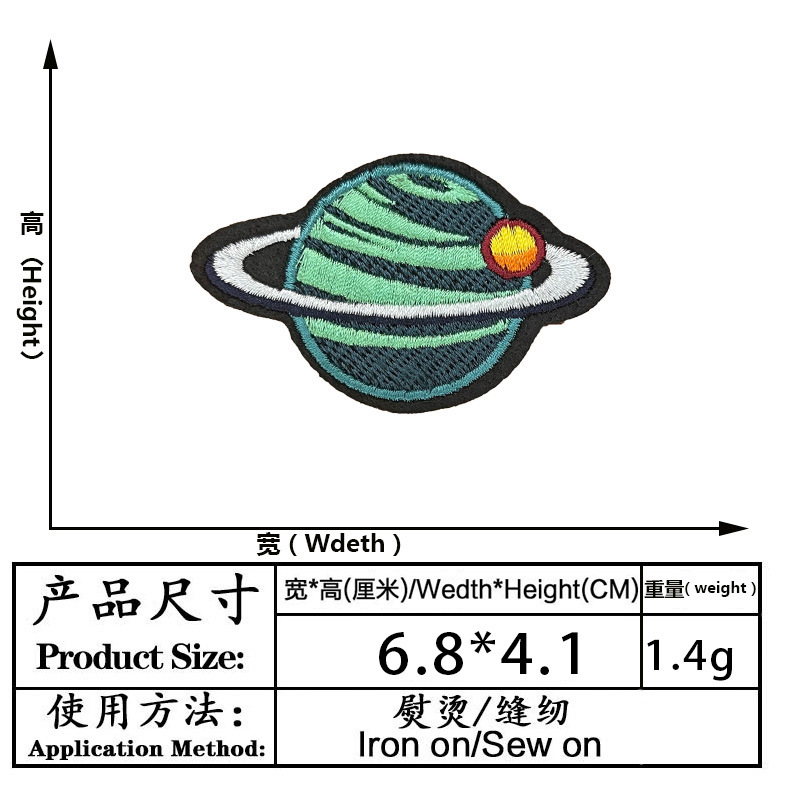 高（Height）
宽（Wdeth）
产品尺寸
Product Size:
宽*高(厘米)/Wedth*Height(CM)
重量（weight）
6.8*4.1
1.4g
使用方法：
Application Method:
熨烫/缝纫
Iron on/Sew on